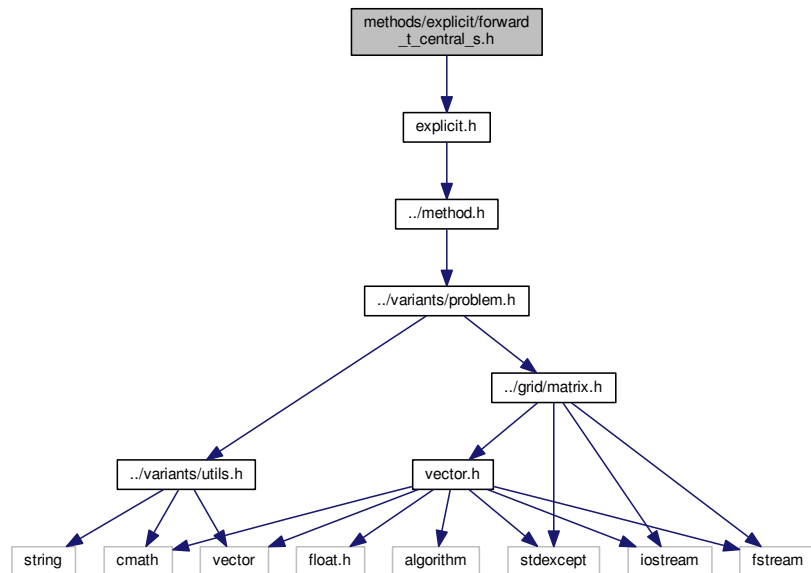 methods/explicit/forward
_t_central_s.h
explicit.h
../method.h
../variants/problem.h
../grid/matrix.h
../variants/utils.h
vector.h
string
cmath
vector
float.h
algorithm
stdexcept
iostream
fstream